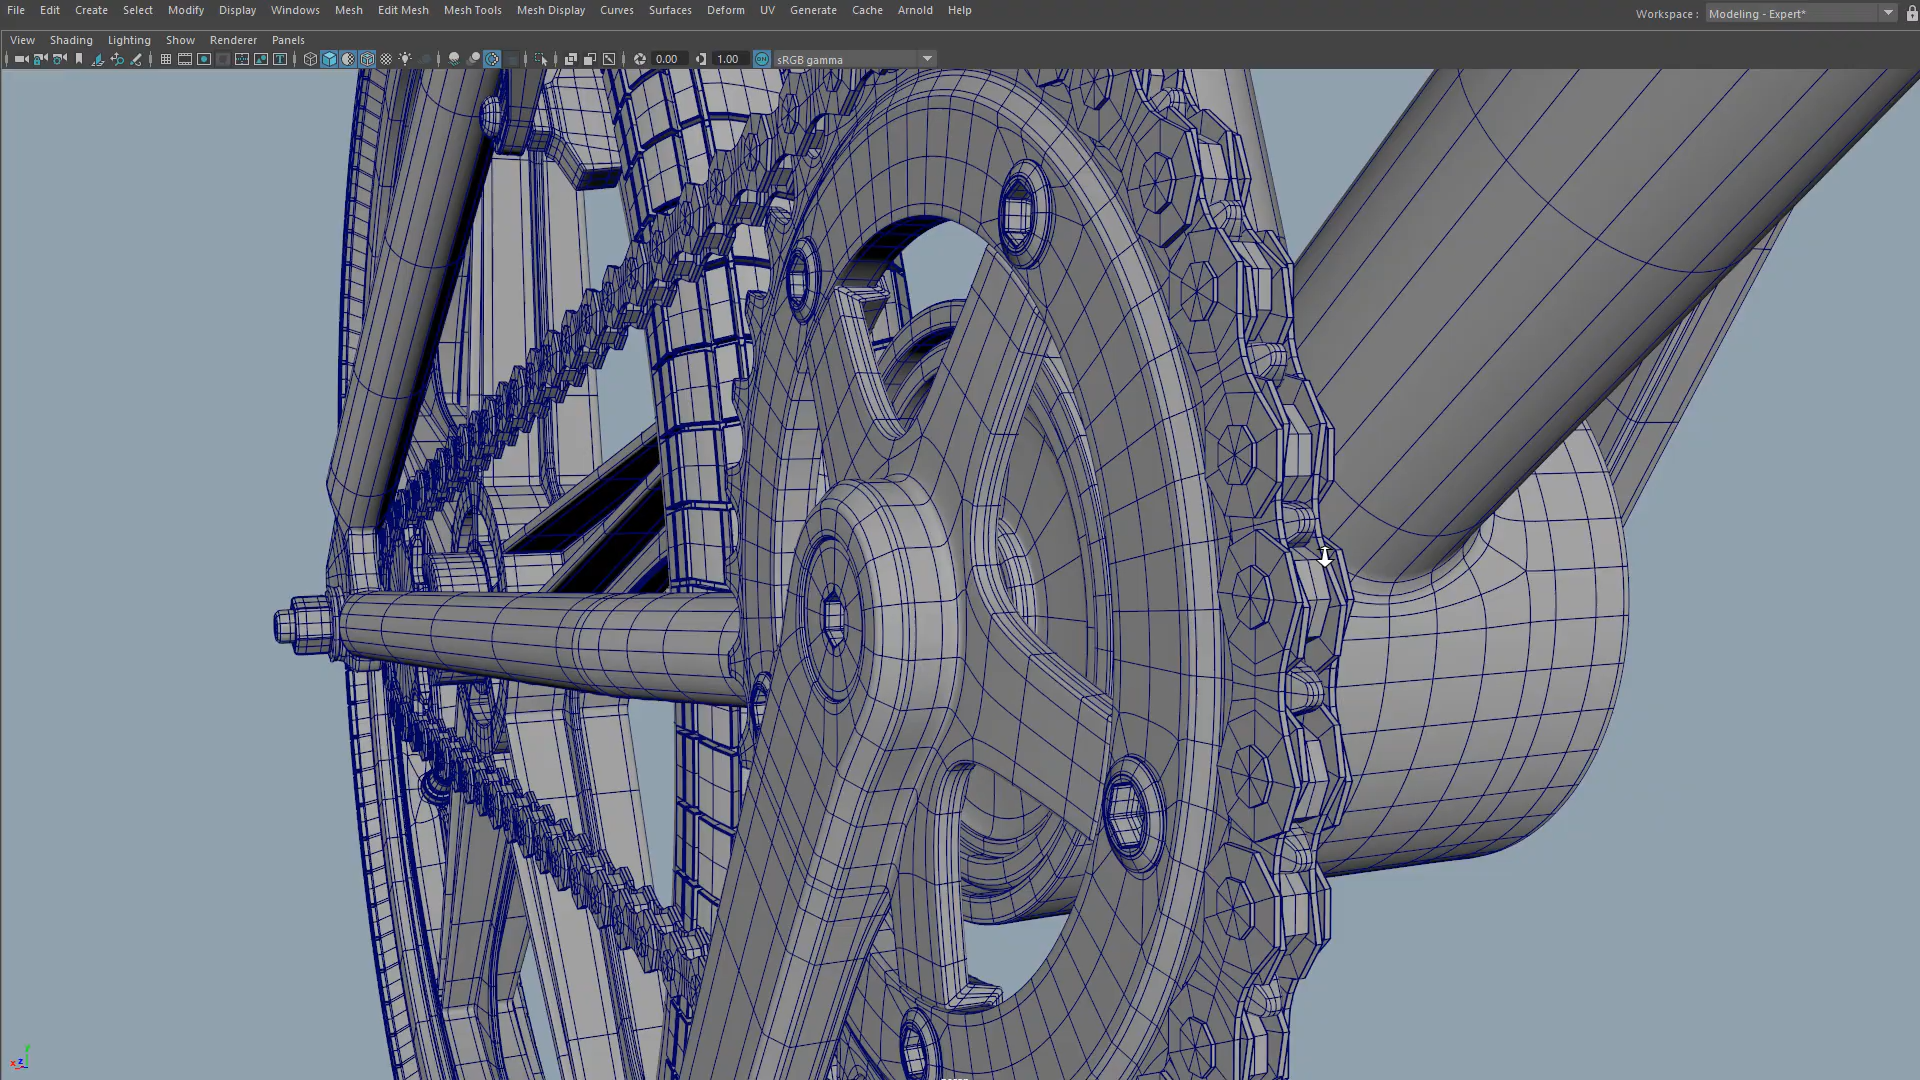 File Edit Create Select Modify Display Windows Mesh Edit Mesh Mesh Tools Mesh Display Curves Surfaces Deform UV Generate Cache Arnold Help
Workspace : Modeling - Expert*
View Shading Lighting Show Renderer Panels
0.00 1.00 sRGB gamma